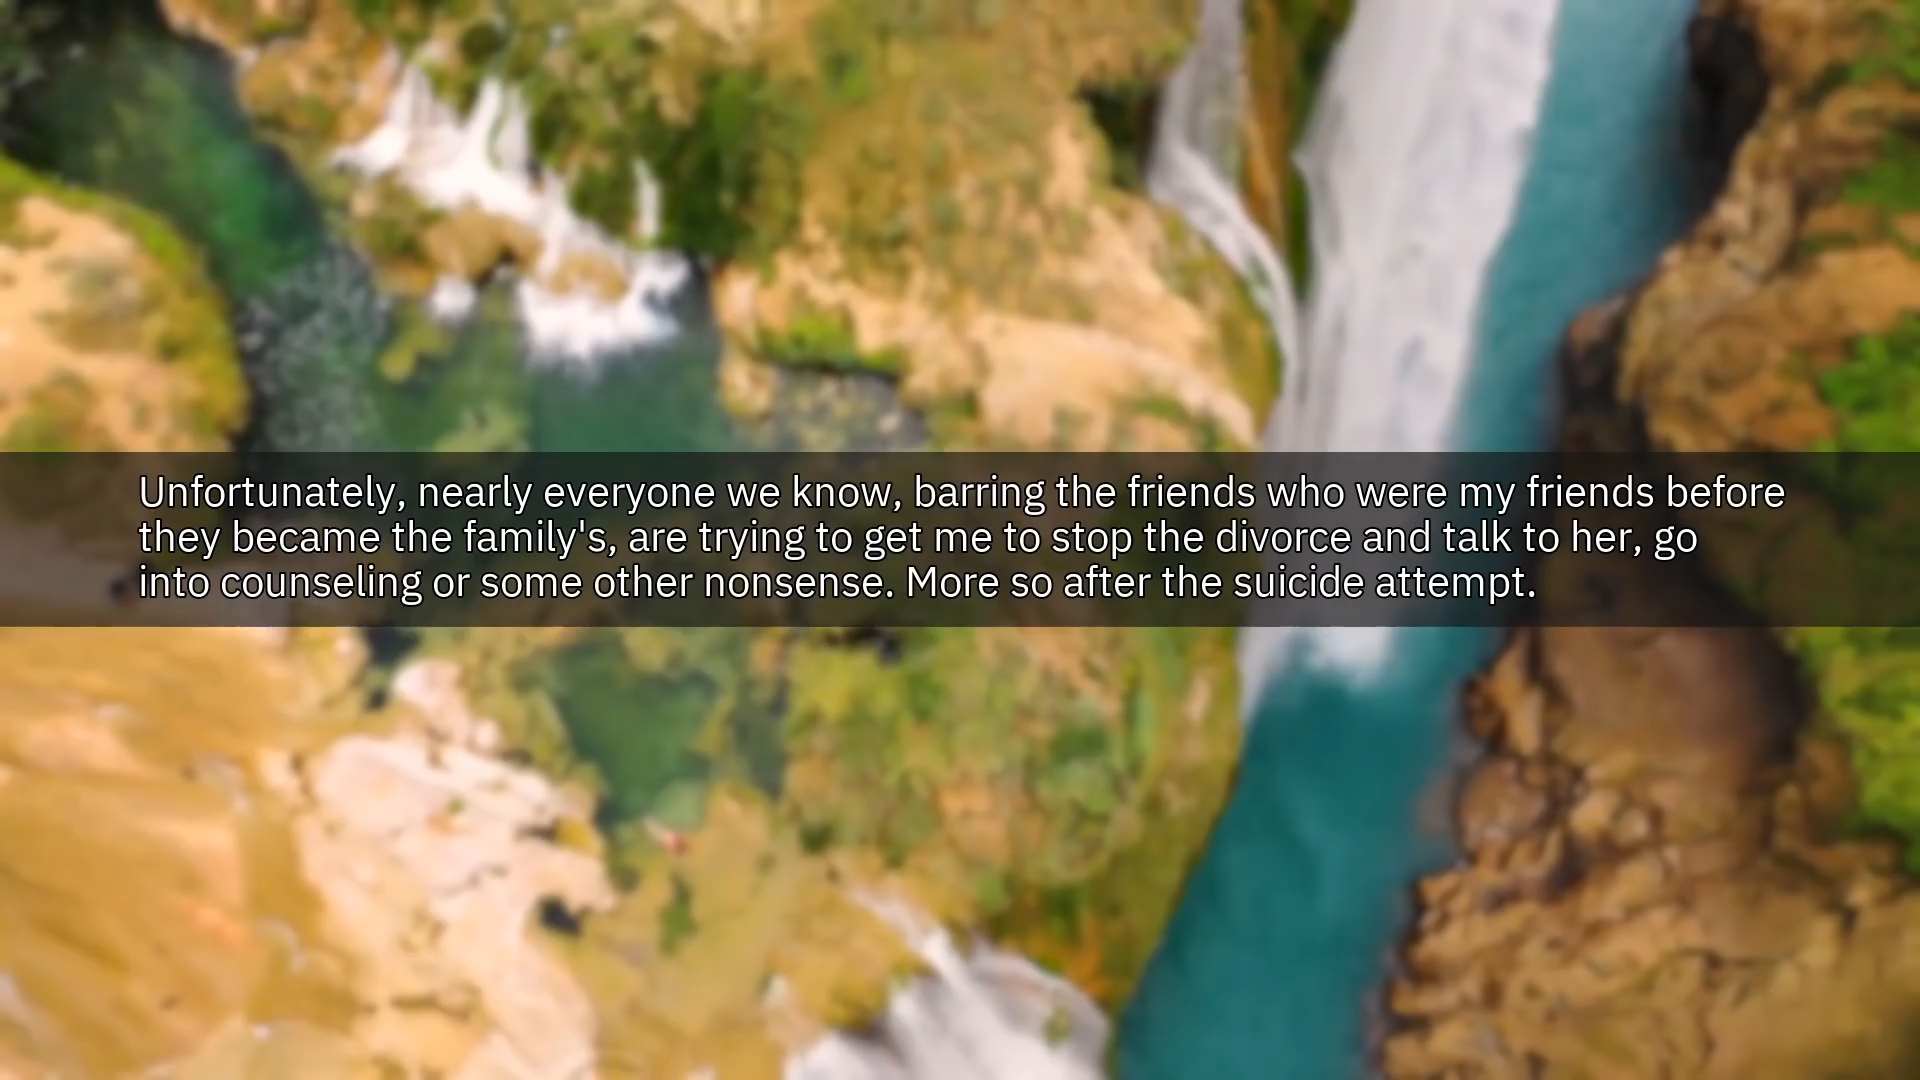 Unfortunately, nearly everyone we know, barring the friends who were my friends before
they became the family's, are trying to get me to stop the divorce and talk to her, go
into counseling or some other nonsense. More so after the suicide attempt.